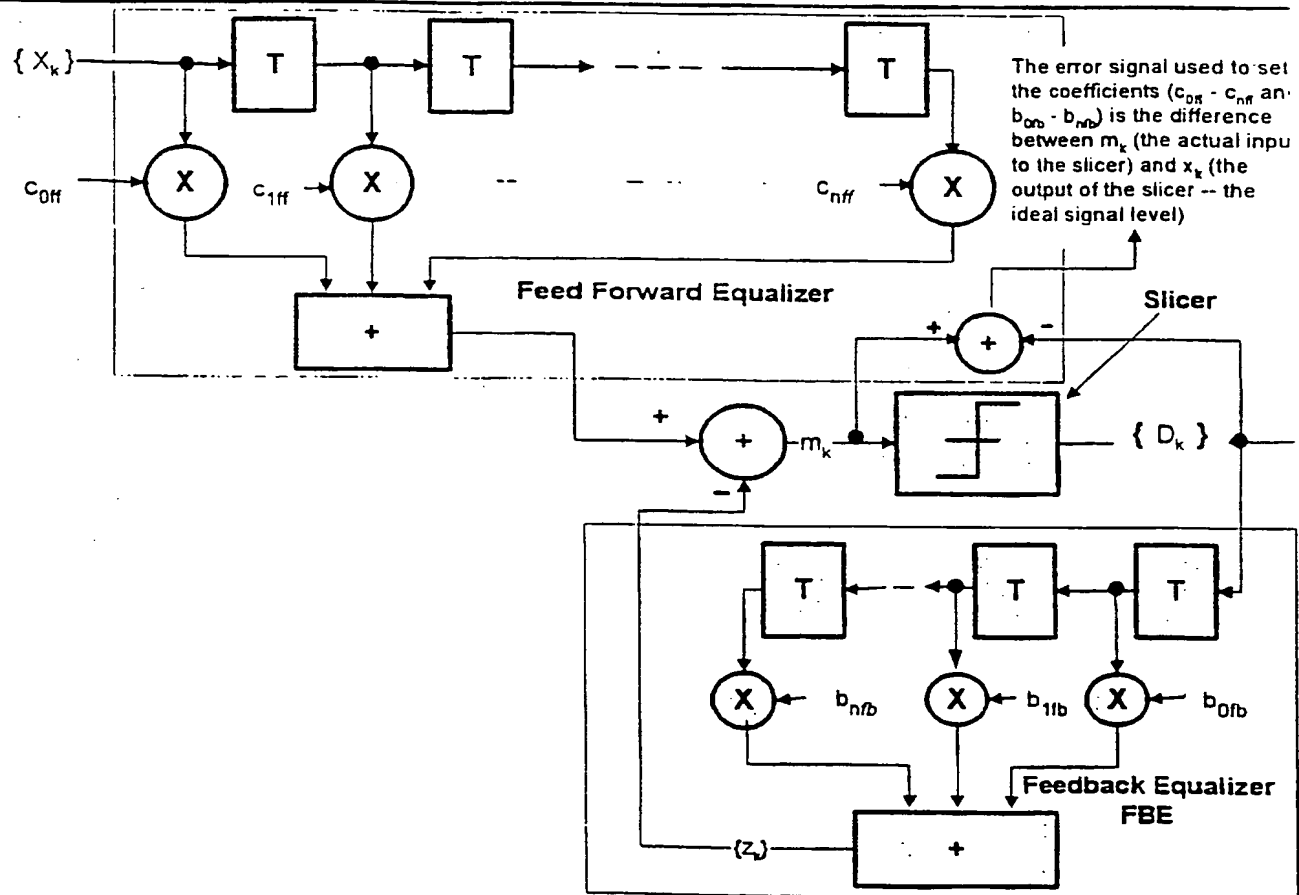 { X_k }
T
T
T
The error signal used to set
the coefficients (c_0ff - c_nff an
b_0fb - b_nfb) is the difference
between m_k (the actual inpu
to the slicer) and x_k (the
output of the slicer -- the
ideal signal level)
c_0ff
X
c_1ff
X
c_nff
X
+
Feed Forward Equalizer
Slicer
+
+
-
+
+
-
m_k
{ D_k }
T
T
T
X
b_nfb
X
b_1fb
X
b_0fb
Feedback Equalizer
FBE
{z_k}
+